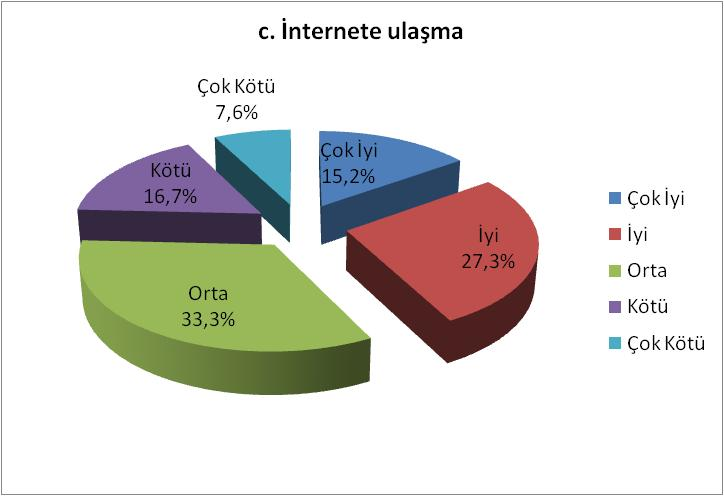 c. İnternete ulaşma
Çok Kötü
7,6%
Çok İyi
15,2%
Kötü
16,7%
İyi
27,3%
Orta
33,3%
Çok İyi
İyi
Orta
Kötü
Çok Kötü